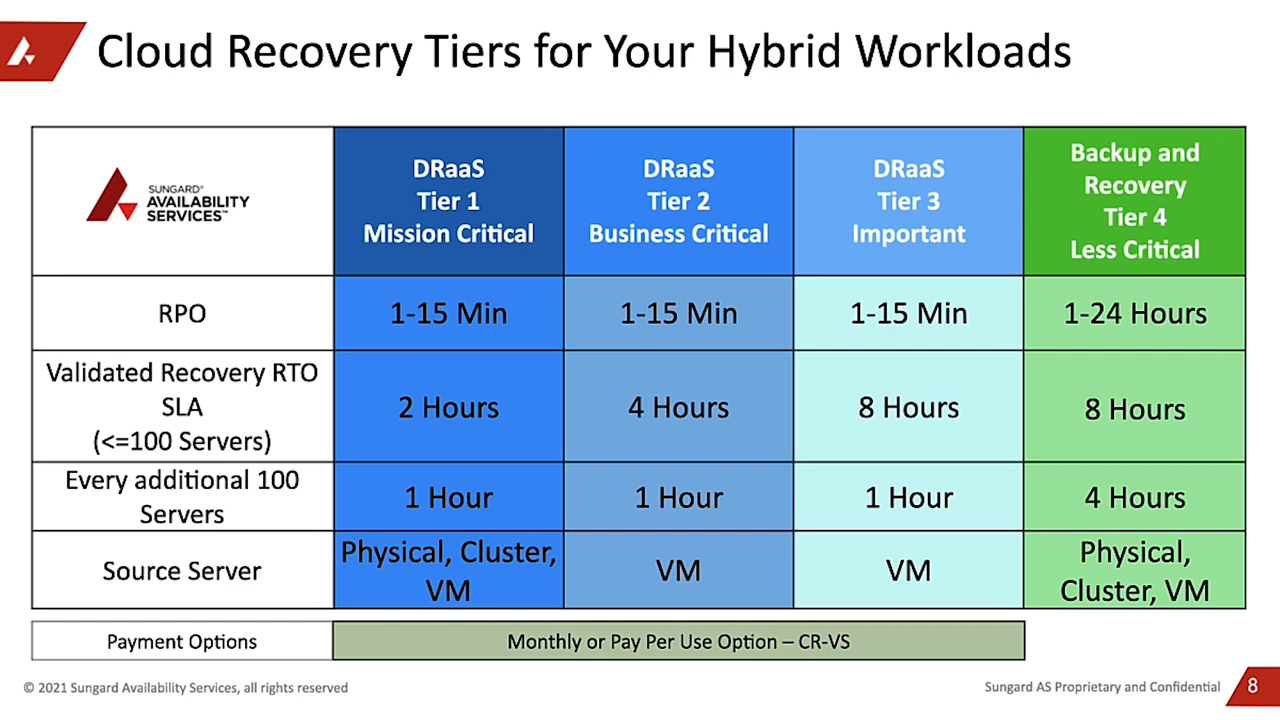 Cloud Recovery Tiers for Your Hybrid Workloads
SUNGARD®
AVAILABILITY
SERVICES™
DRaaS
Tier 1
Mission Critical
DRaaS
Tier 2
Business Critical
DRaaS
Tier 3
Important
Backup and
Recovery
Tier 4
Less Critical
RPO
1-15 Min
1-15 Min
1-15 Min
1-24 Hours
Validated Recovery RTO
SLA
(<=100 Servers)
2 Hours
4 Hours
8 Hours
8 Hours
Every additional 100
Servers
1 Hour
1 Hour
1 Hour
4 Hours
Source Server
Physical, Cluster,
VM
VM
VM
Physical,
Cluster, VM
Payment Options
Monthly or Pay Per Use Option – CR-VS
© 2021 Sungard Availability Services, all rights reserved
Sungard AS Proprietary and Confidential
8